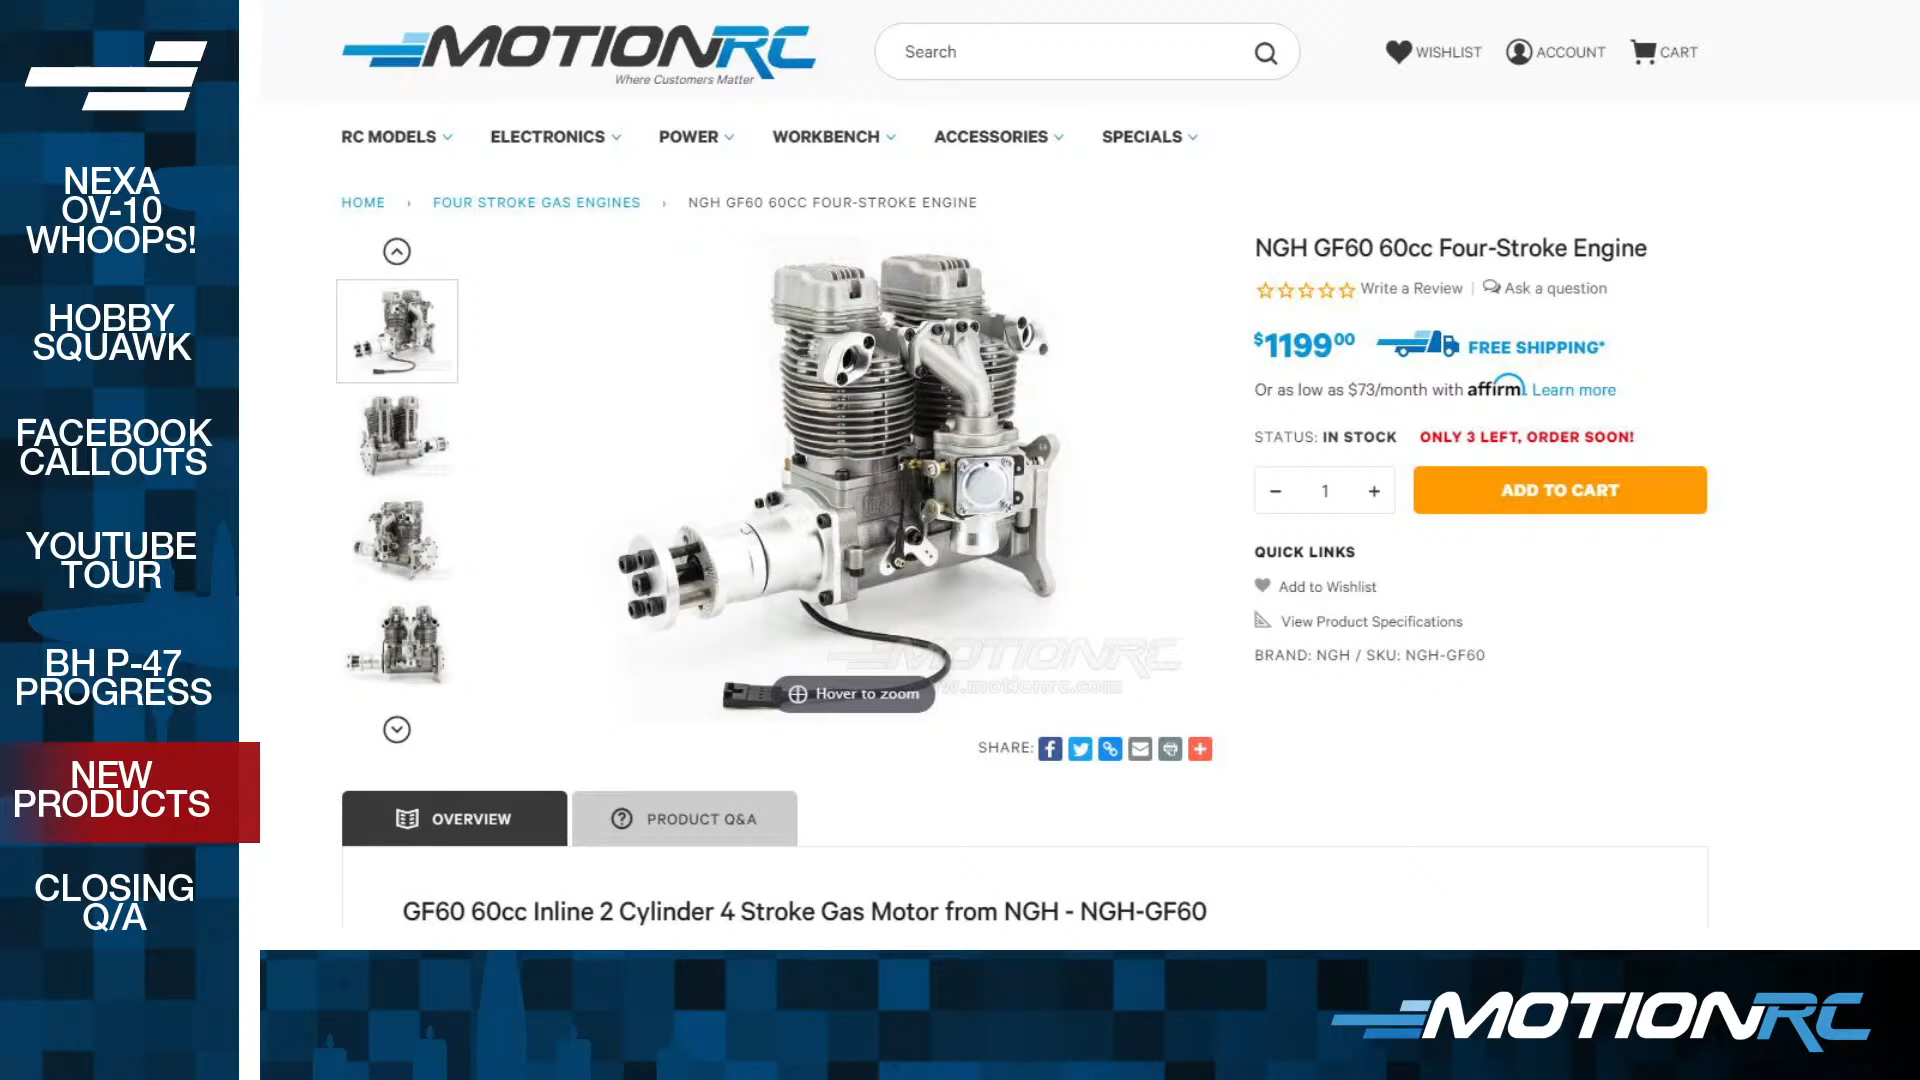 NEXA
OV-10
WHOOPS!
HOBBY
SQUAWK
FACEBOOK
CALLOUTS
YOUTUBE
TOUR
BH P-47
PROGRESS
NEW
PRODUCTS
CLOSING
Q/A
MOTIONRC
Where Customers Matter
Search
WISHLIST
ACCOUNT
CART
RC MODELS
ELECTRONICS
POWER
WORKBENCH
ACCESSORIES
SPECIALS
HOME › FOUR STROKE GAS ENGINES › NGH GF60 60CC FOUR-STROKE ENGINE
NGH GF60 60cc Four-Stroke Engine
Write a Review | Ask a question
$119900 FREE SHIPPING*
Or as low as $73/month with affirm Learn more
STATUS: IN STOCK ONLY 3 LEFT, ORDER SOON!
− 1 + ADD TO CART
QUICK LINKS
Add to Wishlist
View Product Specifications
BRAND: NGH / SKU: NGH-GF60
MOTIONRC
w.motionrc.com
Hover to zoom
SHARE:
OVERVIEW
PRODUCT Q&A
GF60 60cc Inline 2 Cylinder 4 Stroke Gas Motor from NGH - NGH-GF60
MOTIONRC